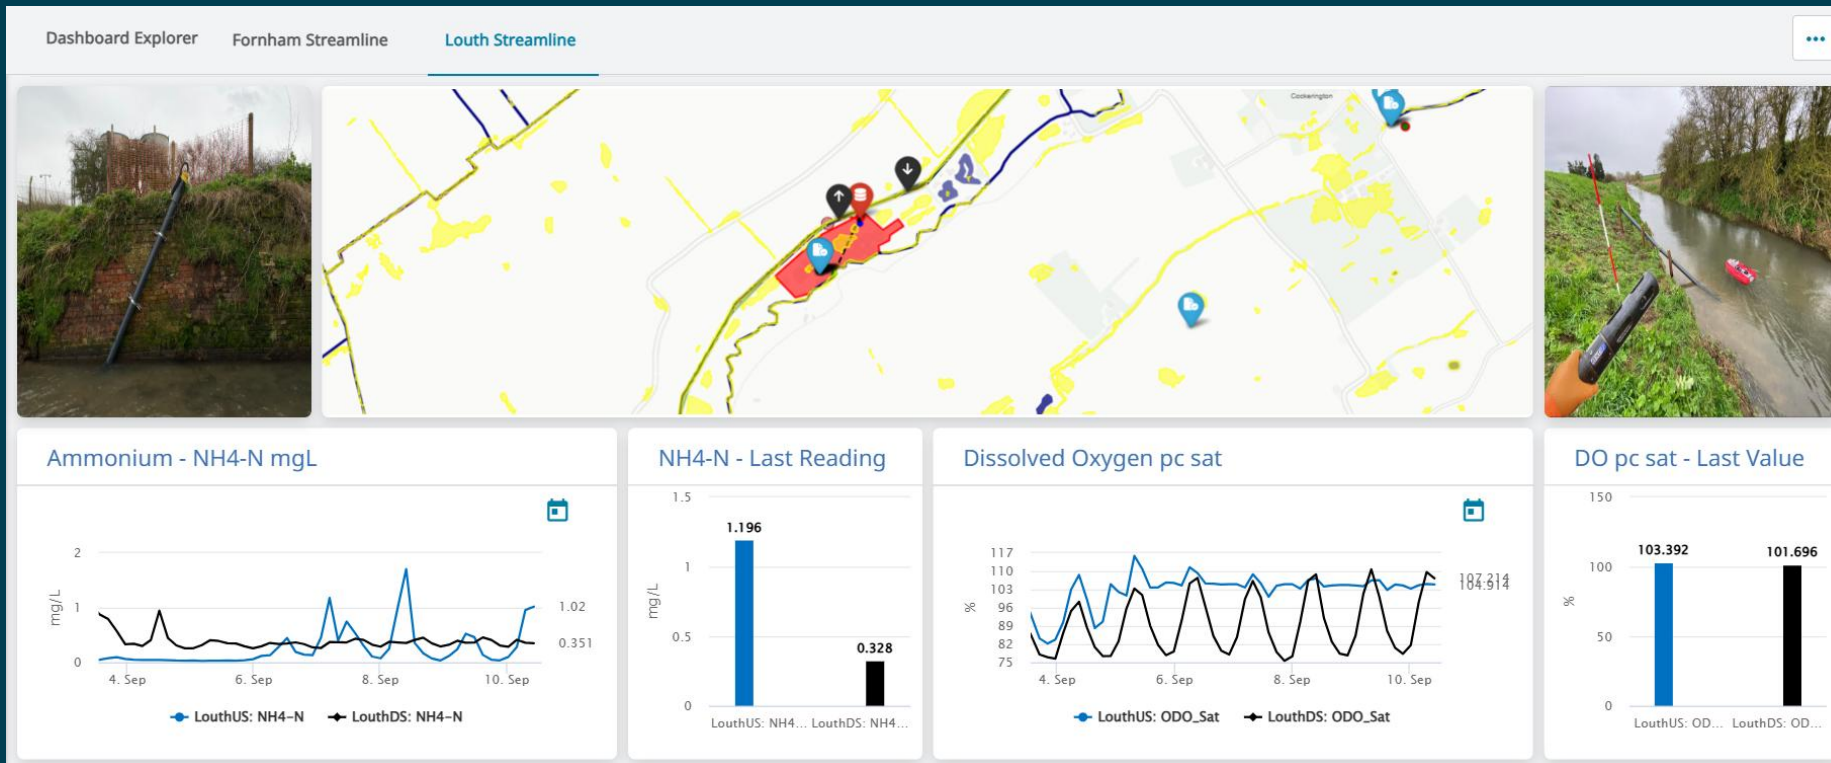 Dashboard Explorer
Fornham Streamline
Louth Streamline
Cockerington
Ammonium - NH4-N mgL
2
1
0
mg/L
1.02
0.351
4. Sep
6. Sep
8. Sep
10. Sep
LouthUS: NH4-N
LouthDS: NH4-N
NH4-N - Last Reading
1.5
1
0.5
0
mg/L
1.196
0.328
LouthUS: NH4...
LouthDS: NH4...
Dissolved Oxygen pc sat
117
110
103
96
89
82
75
%
107.214
104.914
4. Sep
6. Sep
8. Sep
10. Sep
LouthUS: ODO_Sat
LouthDS: ODO_Sat
DO pc sat - Last Value
150
100
50
0
%
103.392
101.696
LouthUS: OD...
LouthDS: OD...